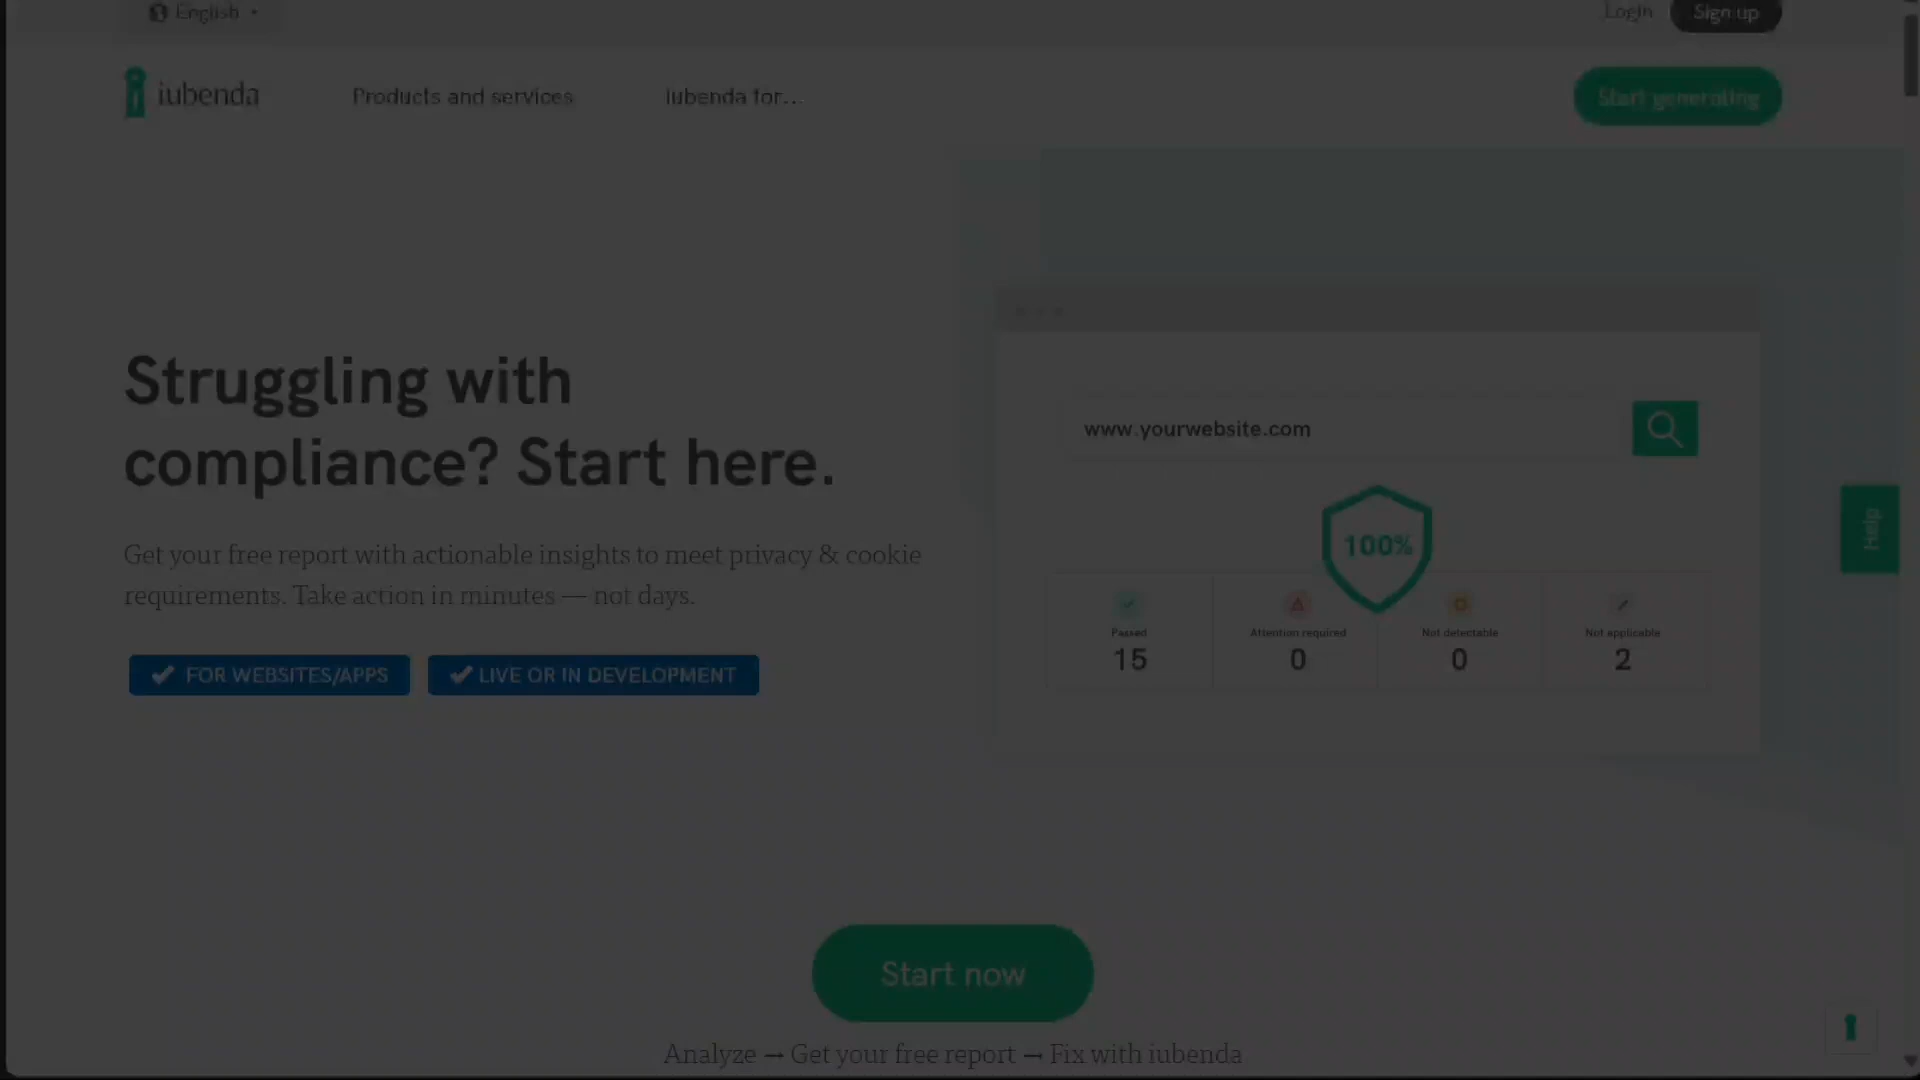 English
Login
Sign up
iubenda
Products and services
iubenda for...
Start generating
Struggling with
compliance? Start here.
Get your free report with actionable insights to meet privacy & cookie
requirements. Take action in minutes — not days.
FOR WEBSITES/APPS
LIVE OR IN DEVELOPMENT
www.yourwebsite.com
100%
Passed
15
Attention required
0
Not detectable
0
Not applicable
2
Help
Start now
Analyze → Get your free report → Fix with iubenda